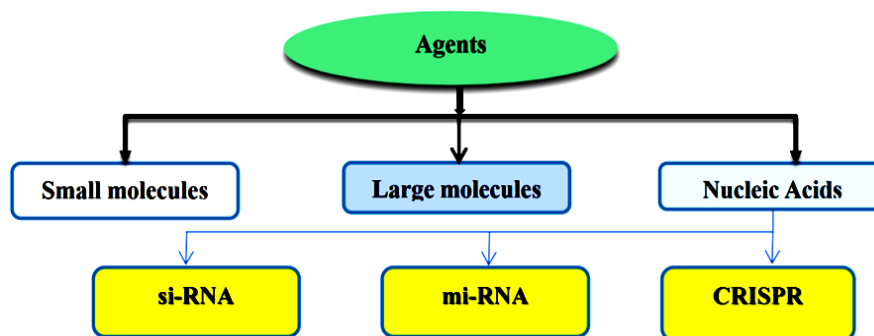 Agents
Small molecules
Large molecules
Nucleic Acids
si-RNA
mi-RNA
CRISPR